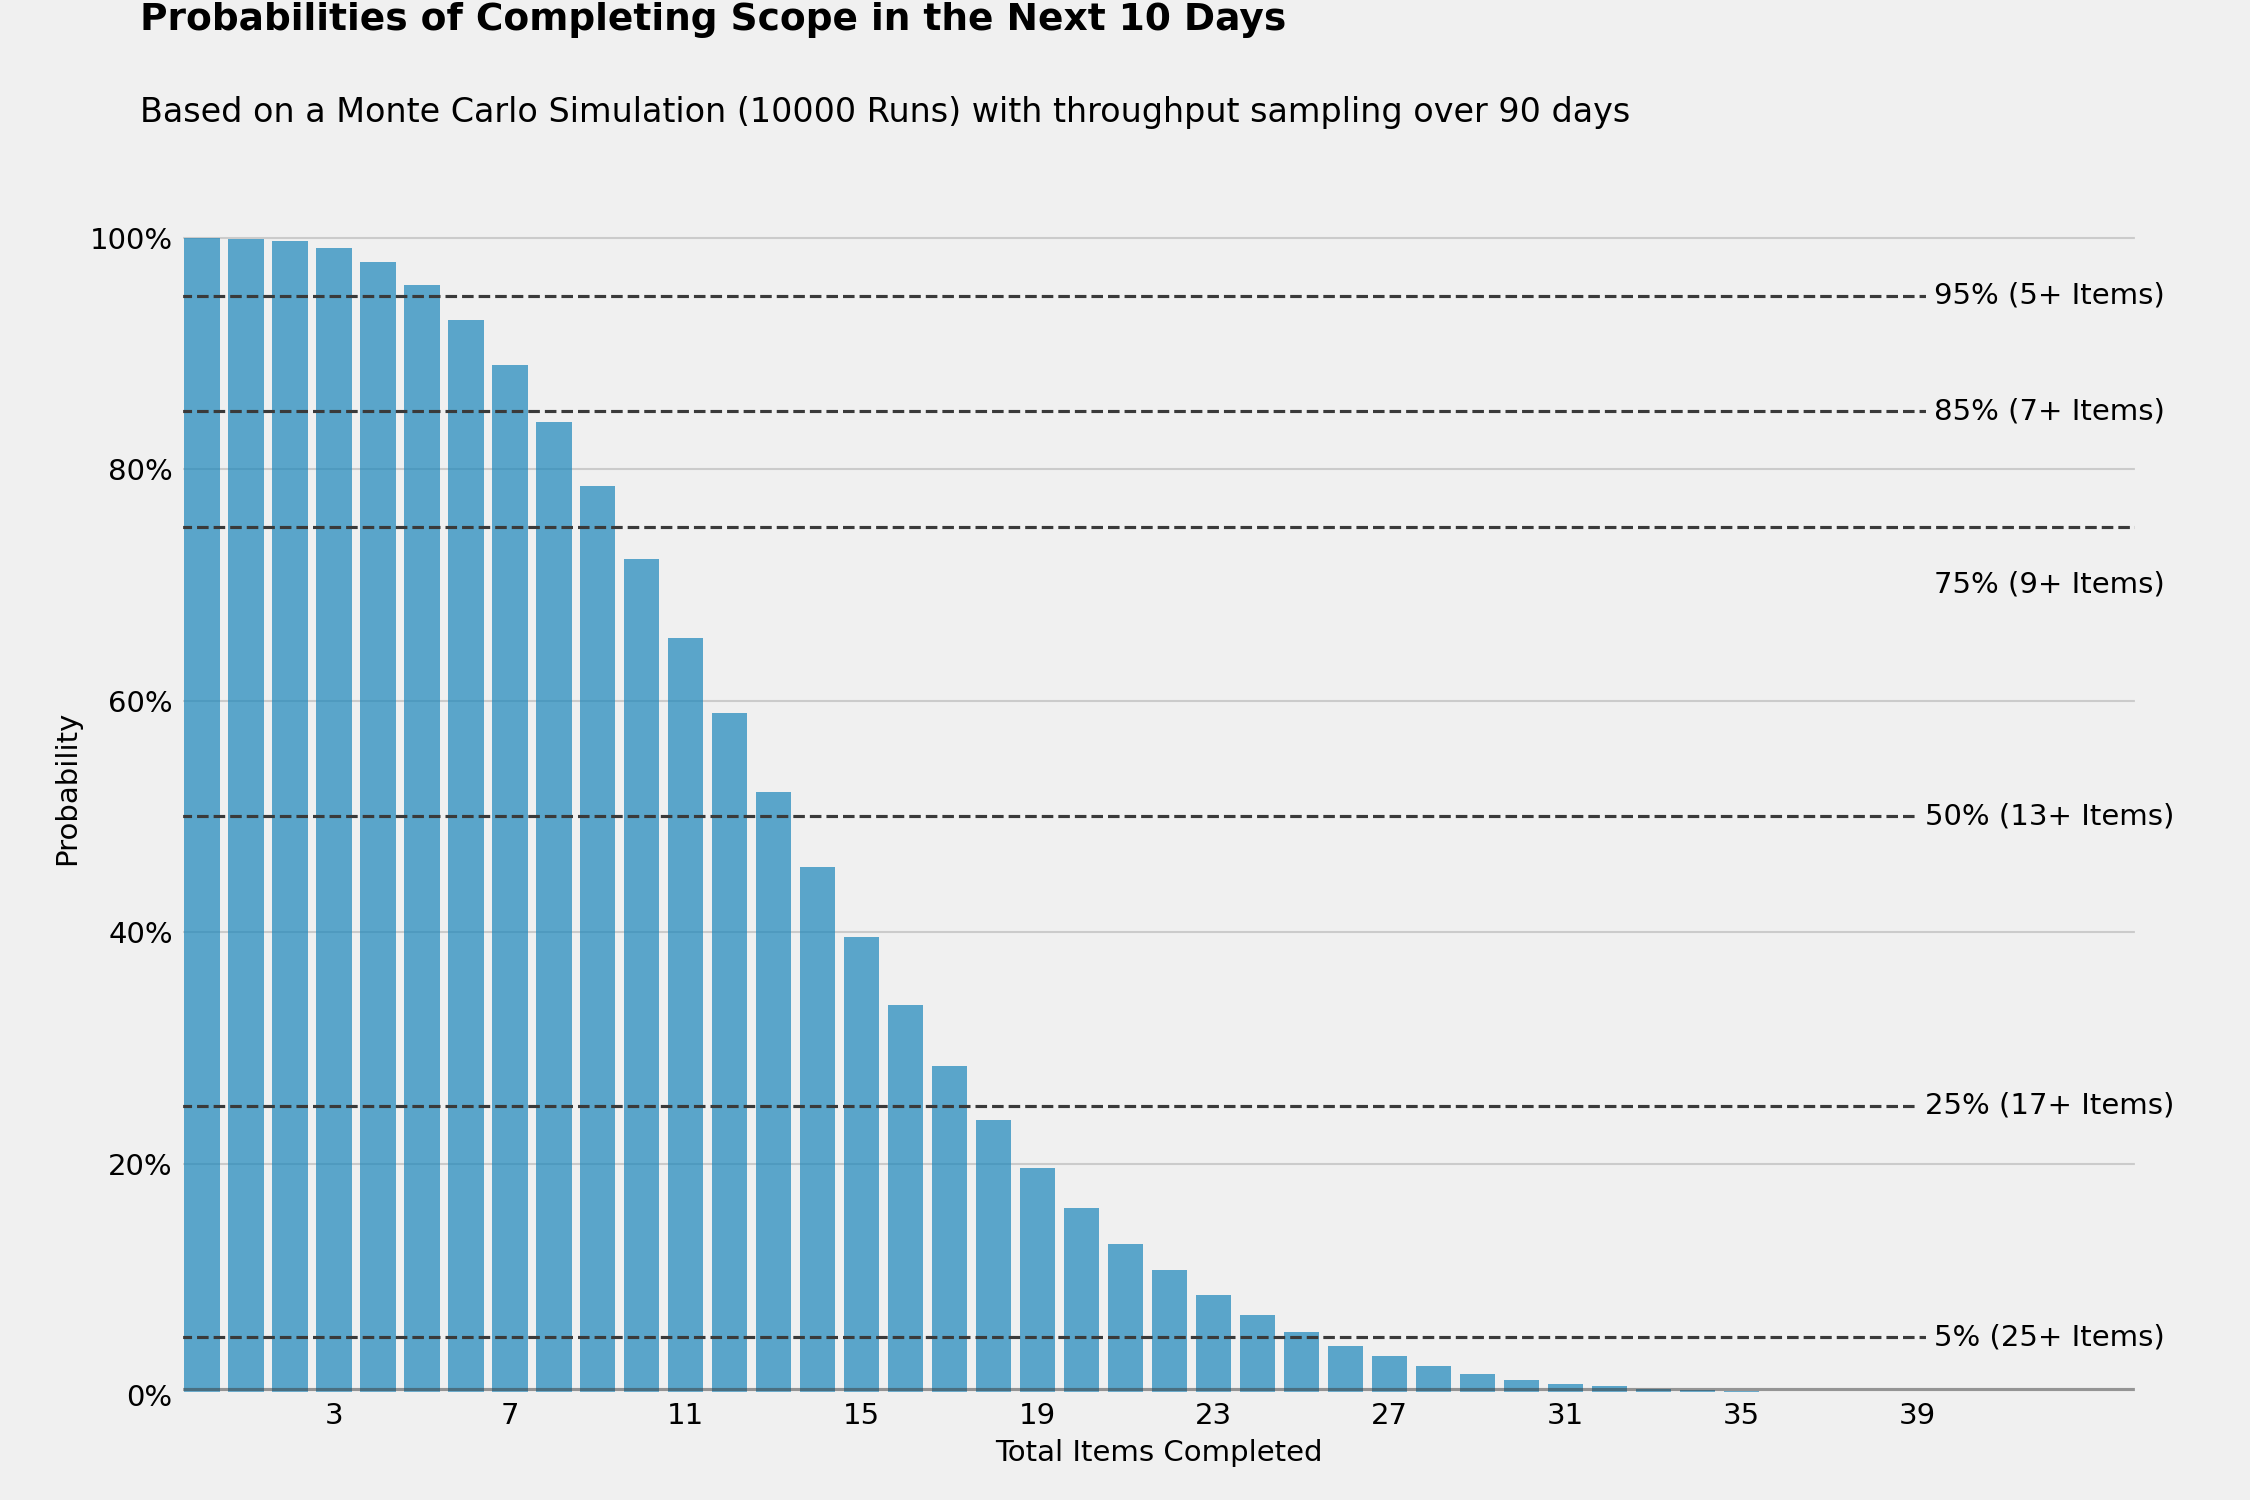 Probabilities of Completing Scope in the Next 10 Days
Based on a Monte Carlo Simulation (10000 Runs) with throughput sampling over 90 days
100%
95% (5+ Items)
85% (7+ Items)
80%
75% (9+ Items)
60%
Probability
50% (13+ Items)
40%
25% (17+ Items)
20%
5% (25+ Items)
0%
3 7 11 15 19 23 27 31 35 39
Total Items Completed